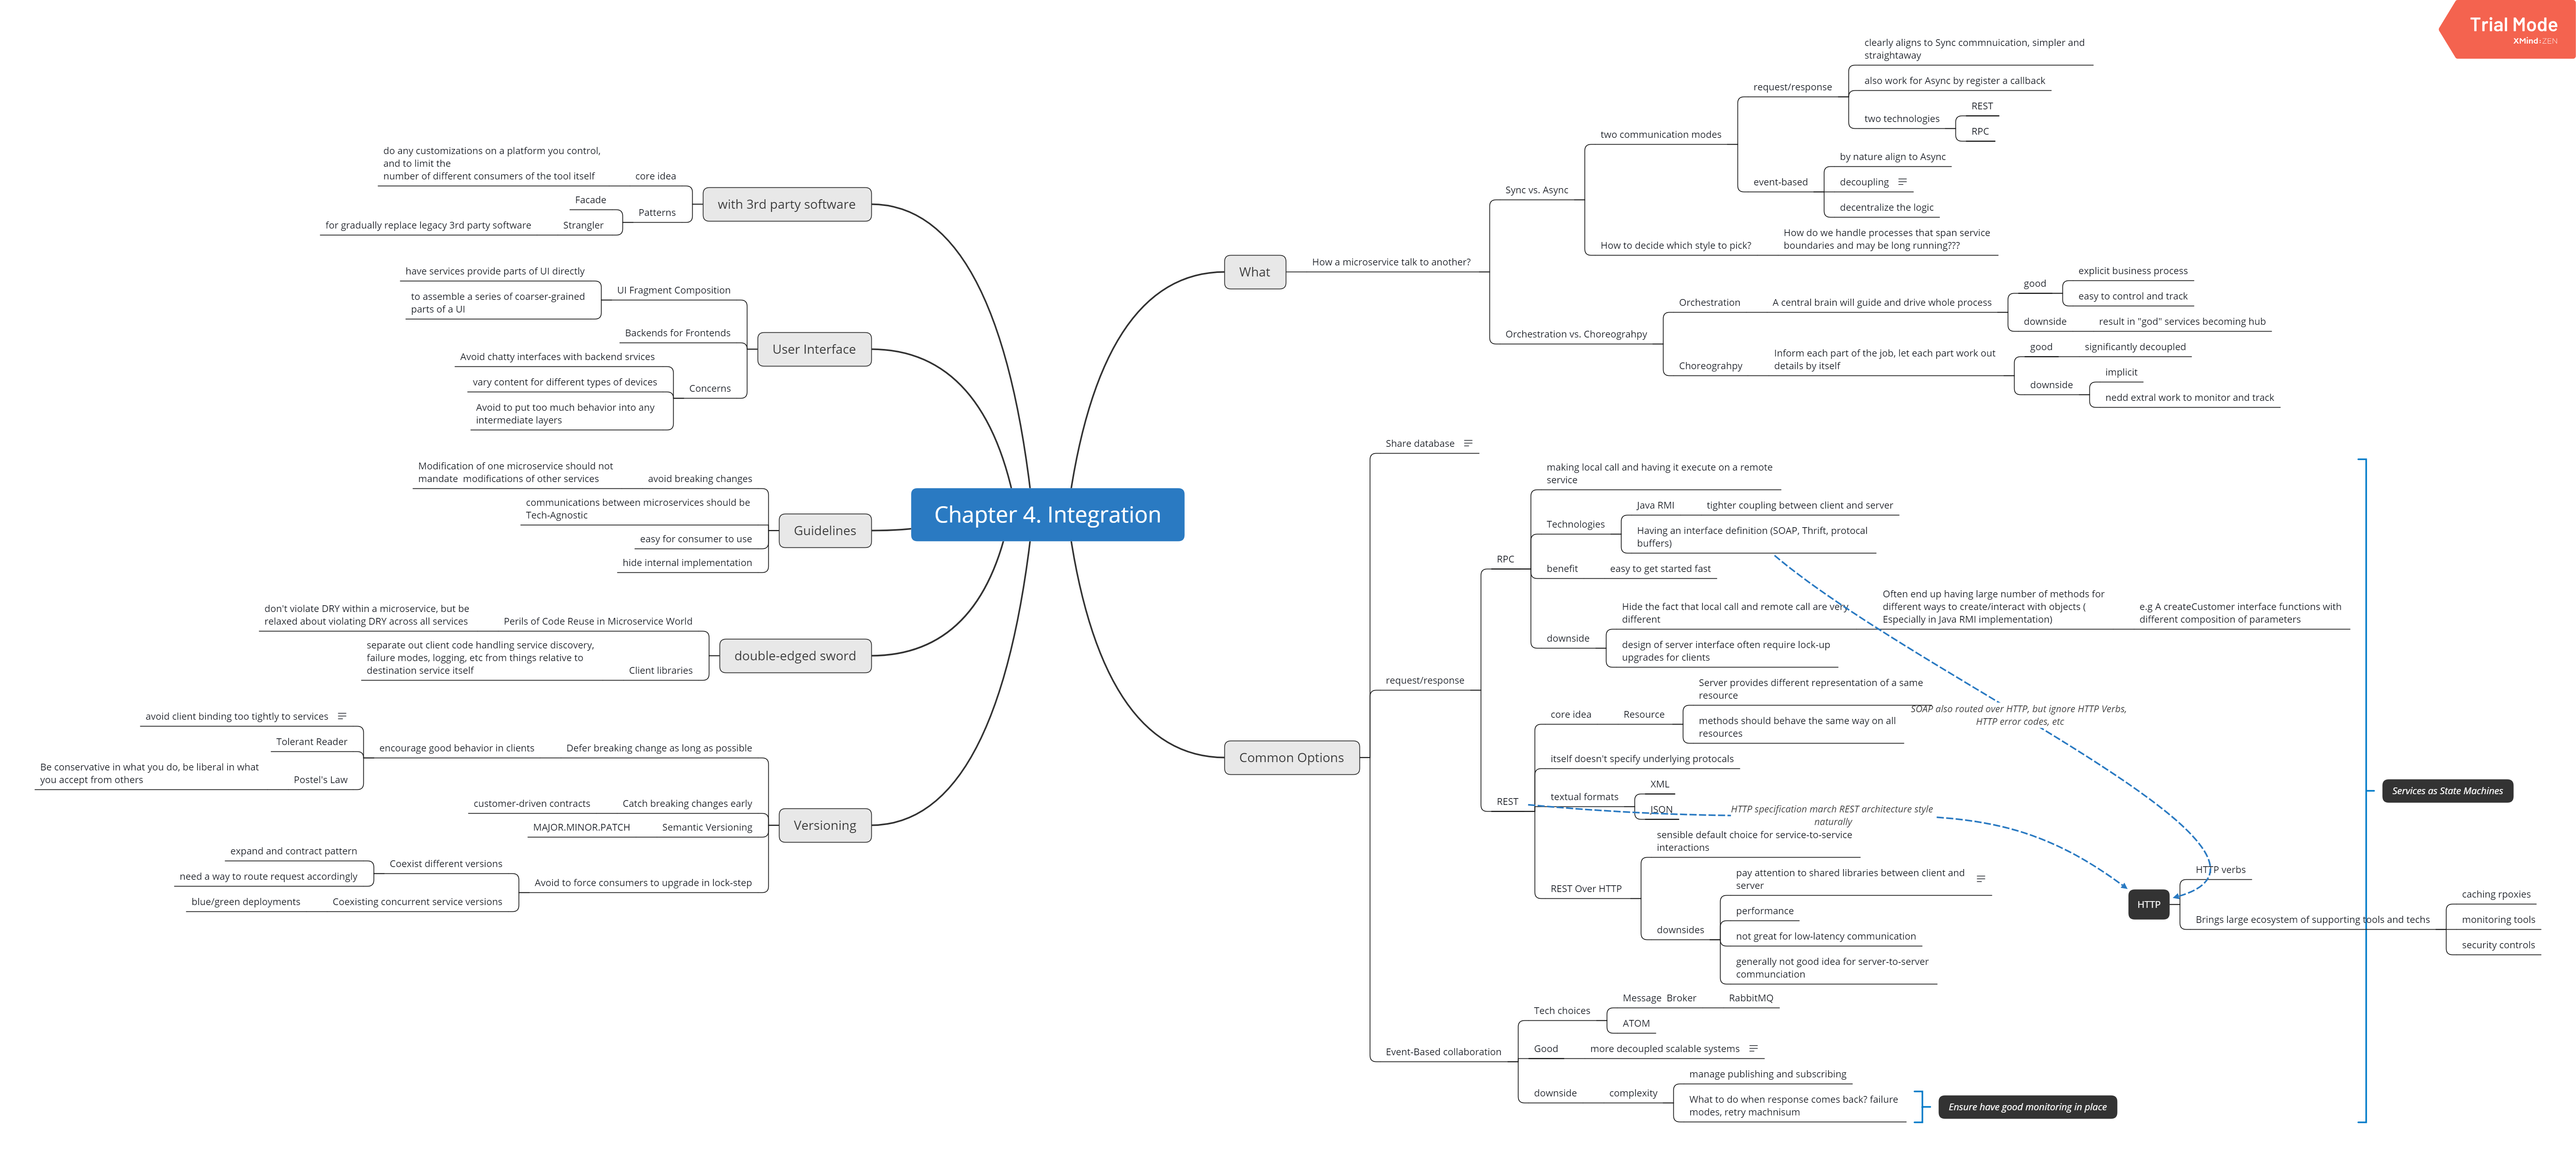 Trial Mode
XMind:ZEN
Chapter 4. Integration
What
How a microservice talk to another?
Sync vs. Async
two communication modes
request/response
clearly aligns to Sync commnuication, simpler and
straightaway
also work for Async by register a callback
two technologies
REST
RPC
event-based
by nature align to Async
decoupling
decentralize the logic
How to decide which style to pick?
How do we handle processes that span service
boundaries and may be long running???
Orchestration vs. Choreograhpy
Orchestration
A central brain will guide and drive whole process
good
explicit business process
easy to control and track
downside
result in "god" services becoming hub
Choreograhpy
Inform each part of the job, let each part work out
details by itself
good
significantly decoupled
downside
implicit
nedd extral work to monitor and track
Common Options
Share database
request/response
RPC
making local call and having it execute on a remote
service
Technologies
Java RMI
tighter coupling between client and server
Having an interface definition (SOAP, Thrift, protocal
buffers)
benefit
easy to get started fast
downside
Hide the fact that local call and remote call are very
different
Often end up having large number of methods for
different ways to create/interact with objects (
Especially in Java RMI implementation)
e.g A createCustomer interface functions with
different composition of parameters
design of server interface often require lock-up
upgrades for clients
REST
core idea
Resource
Server provides different representation of a same
resource
methods should behave the same way on all
resources
itself doesn't specify underlying protocals
textual formats
XML
JSON
REST Over HTTP
sensible default choice for service-to-service
interactions
downsides
pay attention to shared libraries between client and
server
performance
not great for low-latency communication
generally not good idea for server-to-server
communciation
SOAP also routed over HTTP, but ignore HTTP Verbs,
HTTP error codes, etc
HTTP specification march REST architecture style
naturally
HTTP
HTTP verbs
Brings large ecosystem of supporting tools and techs
caching rpoxies
monitoring tools
security controls
Services as State Machines
Event-Based collaboration
Tech choices
Message  Broker
RabbitMQ
ATOM
Good
more decoupled scalable systems
downside
complexity
manage publishing and subscribing
What to do when response comes back? failure
modes, retry machnisum
Ensure have good monitoring in place
with 3rd party software
core idea
do any customizations on a platform you control,
and to limit the
number of different consumers of the tool itself
Patterns
Facade
Strangler
for gradually replace legacy 3rd party software
User Interface
UI Fragment Composition
have services provide parts of UI directly
to assemble a series of coarser-grained
parts of a UI
Backends for Frontends
Concerns
Avoid chatty interfaces with backend srvices
vary content for different types of devices
Avoid to put too much behavior into any
intermediate layers
Guidelines
avoid breaking changes
Modification of one microservice should not
mandate  modifications of other services
communications between microservices should be
Tech-Agnostic
easy for consumer to use
hide internal implementation
double-edged sword
Perils of Code Reuse in Microservice World
don't violate DRY within a microservice, but be
relaxed about violating DRY across all services
Client libraries
separate out client code handling service discovery,
failure modes, logging, etc from things relative to
destination service itself
Versioning
Defer breaking change as long as possible
encourage good behavior in clients
avoid client binding too tightly to services
Tolerant Reader
Postel's Law
Be conservative in what you do, be liberal in what
you accept from others
Catch breaking changes early
customer-driven contracts
Semantic Versioning
MAJOR.MINOR.PATCH
Avoid to force consumers to upgrade in lock-step
Coexist different versions
expand and contract pattern
need a way to route request accordingly
Coexisting concurrent service versions
blue/green deployments